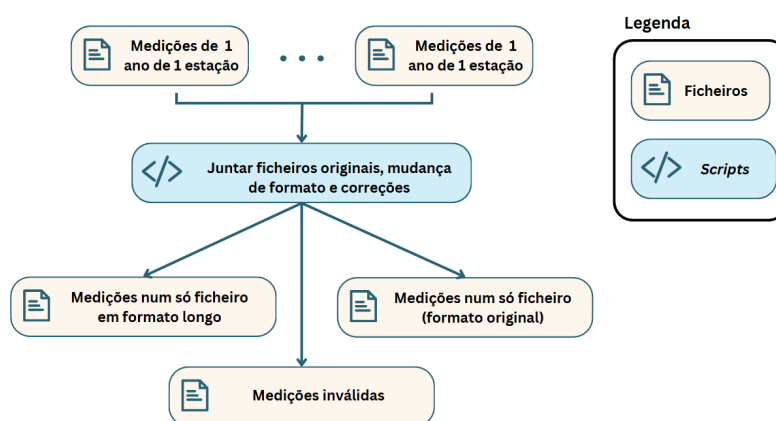 Legenda
Medições de 1
ano de 1 estação
...
Medições de 1
ano de 1 estação
Ficheiros
</> Juntar ficheiros originais, mudança
de formato e correções
</> Scripts
Medições num só ficheiro
em formato longo
Medições num só ficheiro
(formato original)
Medições inválidas